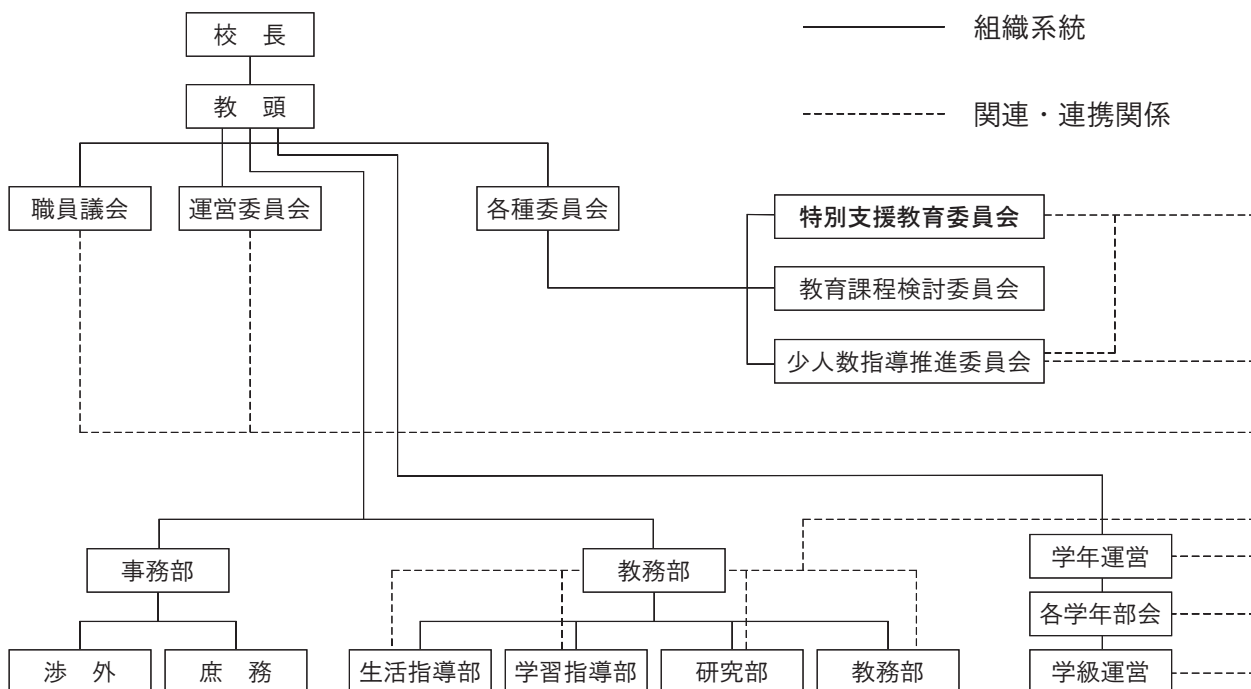 校　長
組織系統
教　頭
関連・連携関係
職員議会
運営委員会
各種委員会
特別支援教育委員会
教育課程検討委員会
少人数指導推進委員会
事務部
教務部
学年運営
各学年部会
渉　外
庶　務
生活指導部
学習指導部
研究部
教務部
学級運営